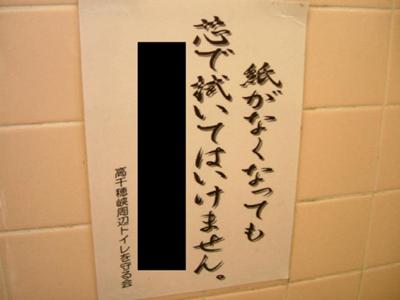 紙がなくなっても
芯で拭いてはいけません。
高千穂峡周辺トイレを守る会